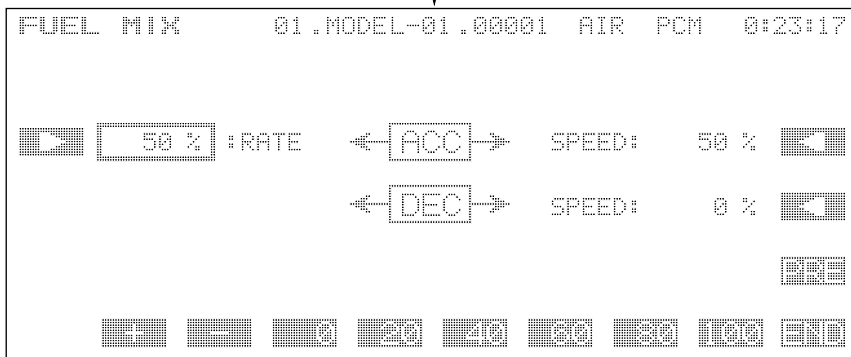 FUEL MIX 01.MODEL-01.00001 AIR PCM 0:23:17
50 % :RATE ACC SPEED: 50 %
DEC SPEED: 0 %
+ - 0 20 40 60 80 100 END